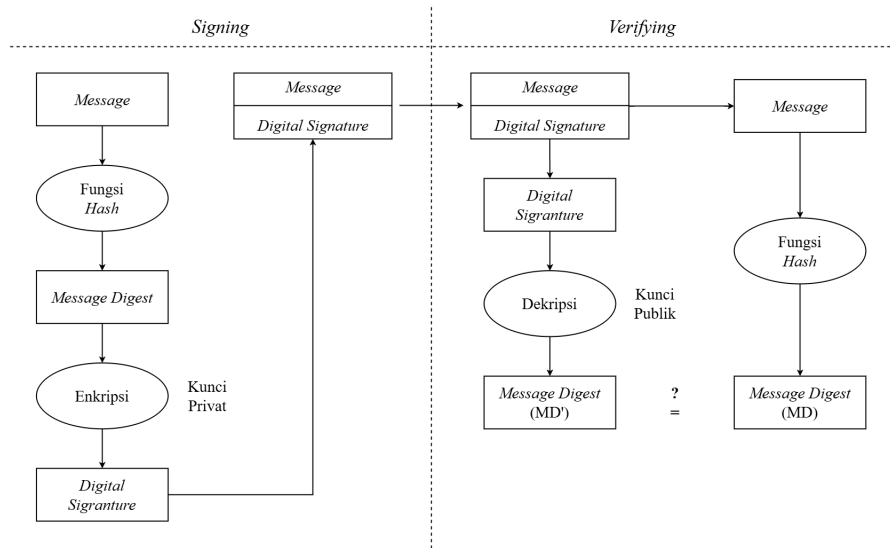 Signing
Verifying
Message
Fungsi
Hash
Message Digest
Enkripsi
Kunci
Privat
Digital
Sigranture
Message
Digital Signature
Message
Digital Signature
Digital
Sigranture
Dekripsi
Kunci
Publik
Message Digest
(MD')
?
=
Message
Fungsi
Hash
Message Digest
(MD)